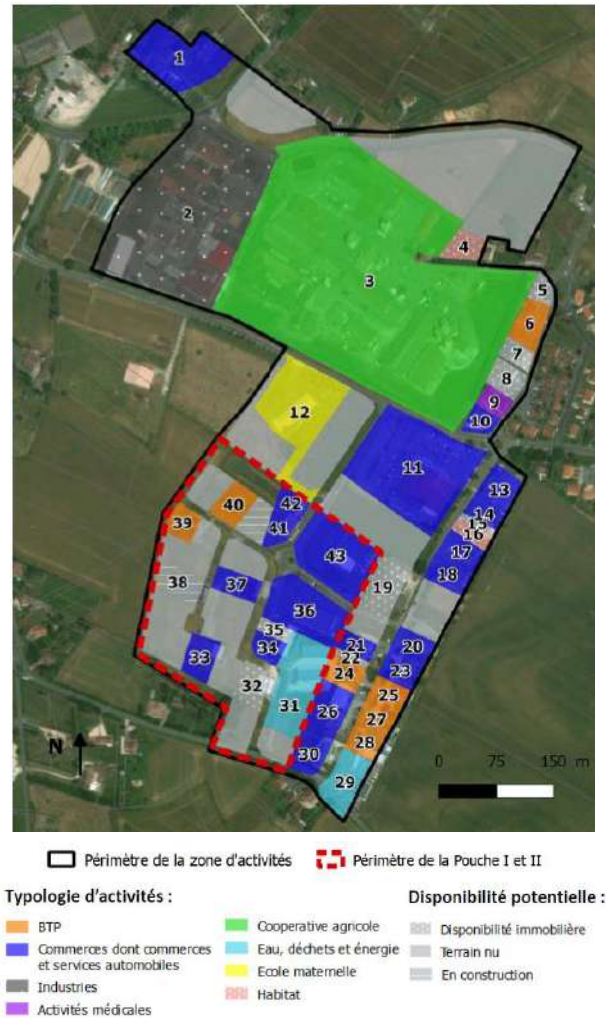 1
2
3
4
5
6
7
8
9
10
11
12
13
14
15
16
17
18
19
20
21
22
23
24
25
26
27
28
29
30
31
32
33
34
35
36
37
38
39
40
41
42
43
N
0 75 150 m
Périmètre de la zone d'activités Périmètre de la Pouche I et II
Typologie d'activités :
BTP
Commerces dont commerces
et services automobiles
Industries
Activités médicales
Cooperative agricole
Eau, déchets et énergie
Ecole maternelle
Habitat
Disponibilité potentielle :
Disponibilité immobilière
Terrain nu
En construction